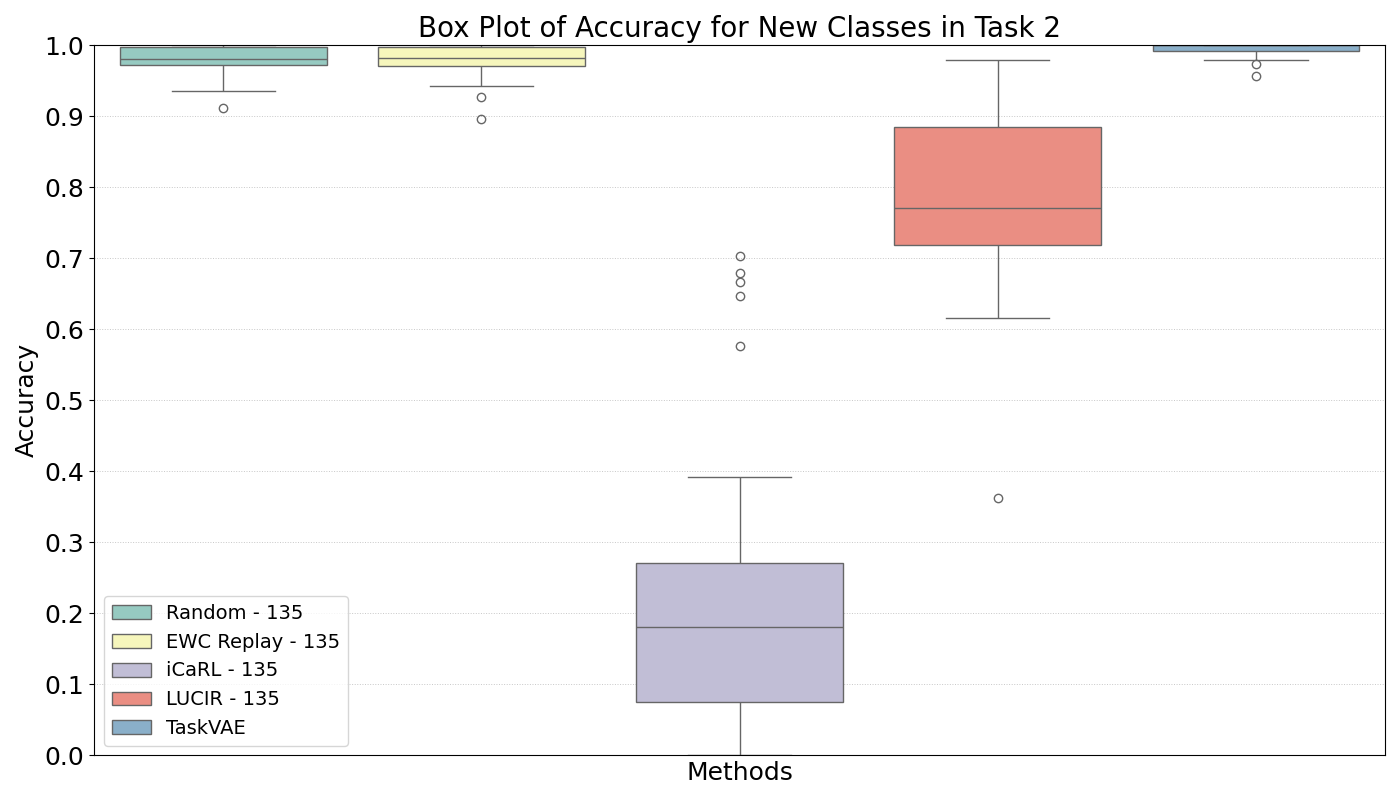 Box Plot of Accuracy for New Classes in Task 2
1.0
0.9
0.8
0.7
0.6
0.5
0.4
0.3
0.2
0.1
0.0
Accuracy
Random - 135
EWC Replay - 135
iCaRL - 135
LUCIR - 135
TaskVAE
Methods